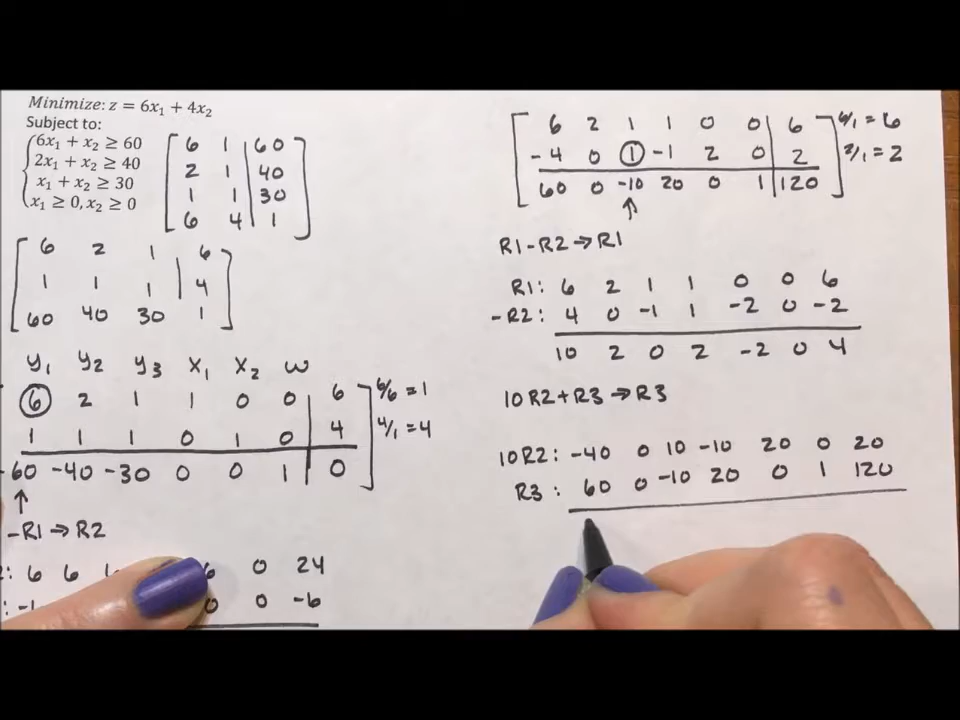 Minimize: z = 6x₁ + 4x₂
Subject to:
6x₁ + x₂ ≥ 60
2x₁ + x₂ ≥ 40
x₁ + x₂ ≥ 30
x₁ ≥ 0, x₂ ≥ 0
6 1 | 60
2 1 | 40
1 1 | 30
6 4 | 1
6 2 1 | 6
1 1 1 | 4
60 40 30 | 1
y₁ y₂ y₃ x₁ x₂ w
6 2 1 1 0 0 | 6 6/6 = 1
1 1 1 0 1 0 | 4 4/1 = 4
-60 -40 -30 0 0 1 | 0
↑
-R1 → R2
: 6 6 6 0 24
: -1 0 0 -6
6 2 1 1 0 0 | 6 6/1 = 6
-4 0 1 -1 2 0 | 2 2/1 = 2
60 0 -10 20 0 1 | 120
↑
R1 - R2 → R1
R1: 6 2 1 1 0 0 6
-R2: 4 0 -1 1 -2 0 -2
10 2 0 2 -2 0 4
10R2 + R3 → R3
10R2: -40 0 10 -10 20 0 20
R3: 60 0 -10 20 0 1 120